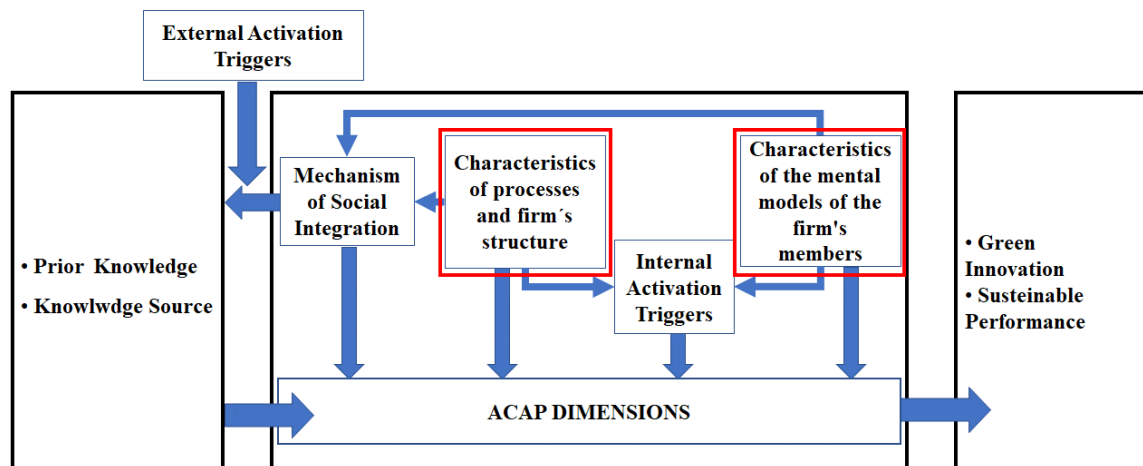 External Activation
Triggers
• Prior  Knowledge
• Knowlwdge Source
Mechanism
of Social
Integration
Characteristics
of processes
and firm´s
structure
Internal
Activation
Triggers
Characteristics
of the mental
models of the
firm's
members
ACAP DIMENSIONS
• Green
Innovation
• Susteinable
Performance